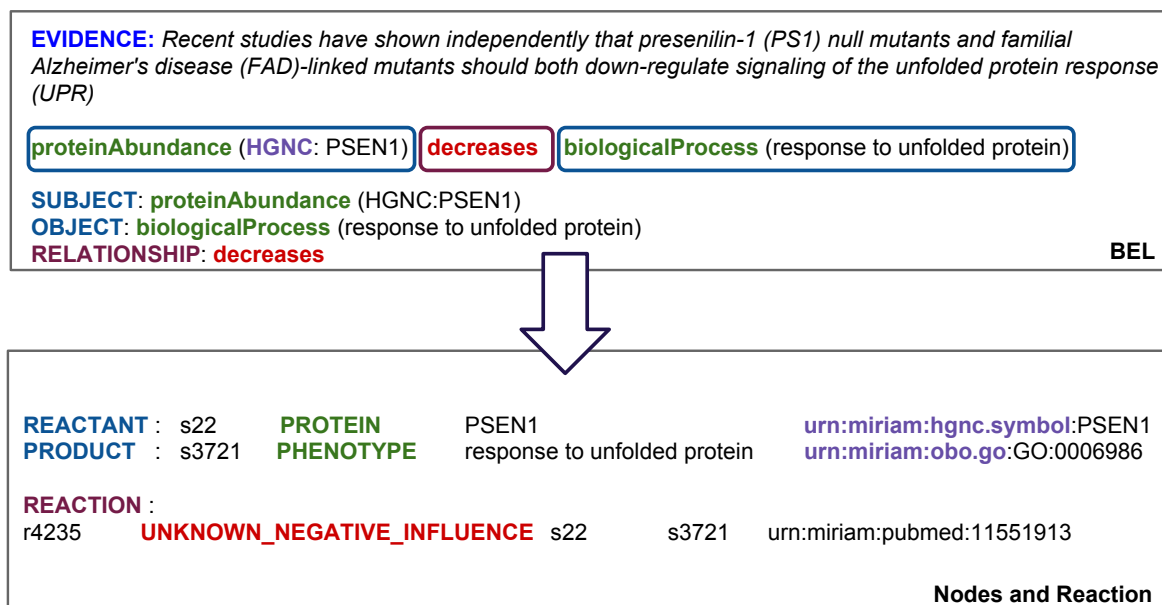 EVIDENCE: Recent studies have shown independently that presenilin-1 (PS1) null mutants and familial
Alzheimer's disease (FAD)-linked mutants should both down-regulate signaling of the unfolded protein response
(UPR)
proteinAbundance (HGNC: PSEN1) decreases biologicalProcess (response to unfolded protein)
SUBJECT: proteinAbundance (HGNC:PSEN1)
OBJECT: biologicalProcess (response to unfolded protein)
RELATIONSHIP: decreases
BEL
REACTANT : s22 PROTEIN PSEN1 urn:miriam:hgnc.symbol:PSEN1
PRODUCT : s3721 PHENOTYPE response to unfolded protein urn:miriam:obo.go:GO:0006986
REACTION :
r4235 UNKNOWN_NEGATIVE_INFLUENCE s22 s3721 urn:miriam:pubmed:11551913
Nodes and Reaction